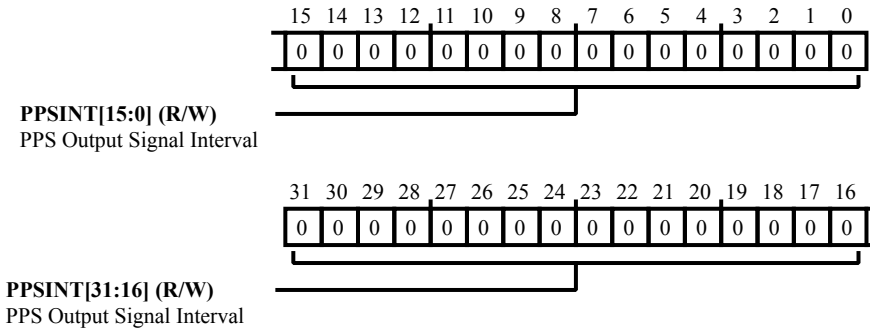 15 14 13 12 11 10 9 8 7 6 5 4 3 2 1 0
0 0 0 0 0 0 0 0 0 0 0 0 0 0 0 0
PPSINT[15:0] (R/W)
PPS Output Signal Interval
31 30 29 28 27 26 25 24 23 22 21 20 19 18 17 16
0 0 0 0 0 0 0 0 0 0 0 0 0 0 0 0
PPSINT[31:16] (R/W)
PPS Output Signal Interval